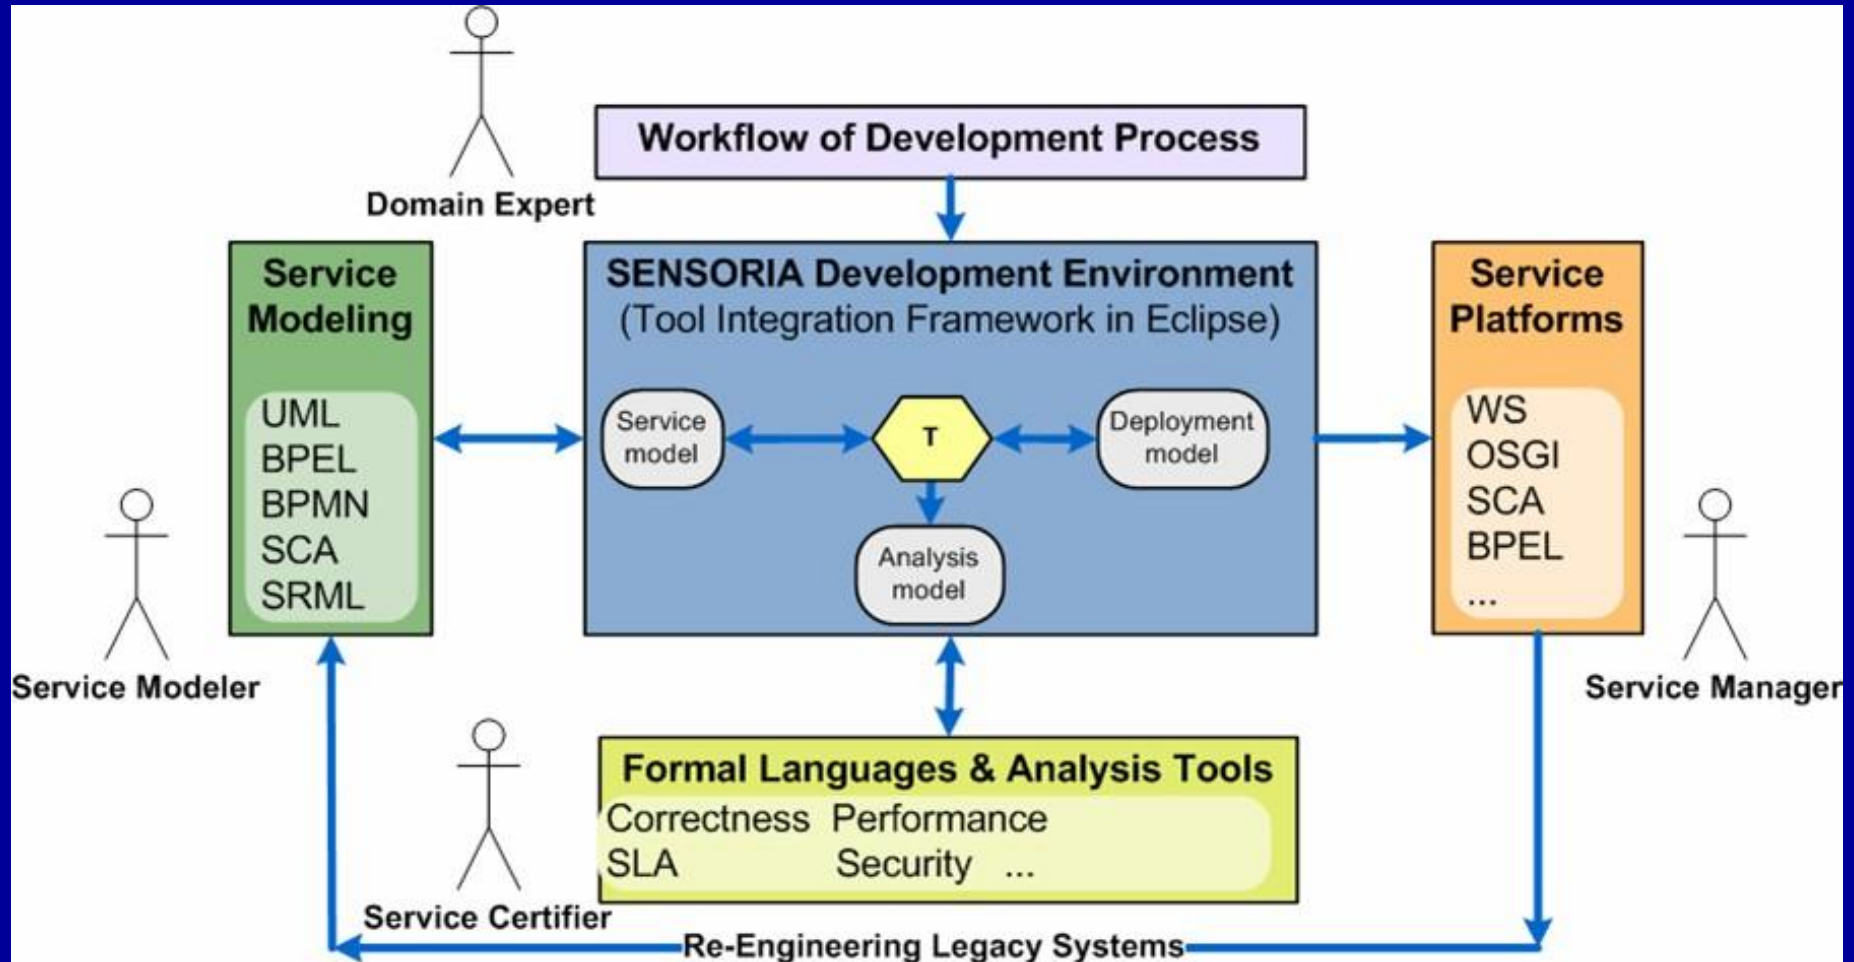 Workflow of Development Process
Domain Expert
Service
Modeling
UML
BPEL
BPMN
SCA
SRML
SENSORIA Development Environment
(Tool Integration Framework in Eclipse)
Service
model
T
Deployment
model
Analysis
model
Service
Platforms
WS
OSGI
SCA
BPEL
...
Service Modeler
Service Manager
Formal Languages & Analysis Tools
Correctness Performance
SLA Security ...
Service Certifier
Re-Engineering Legacy Systems